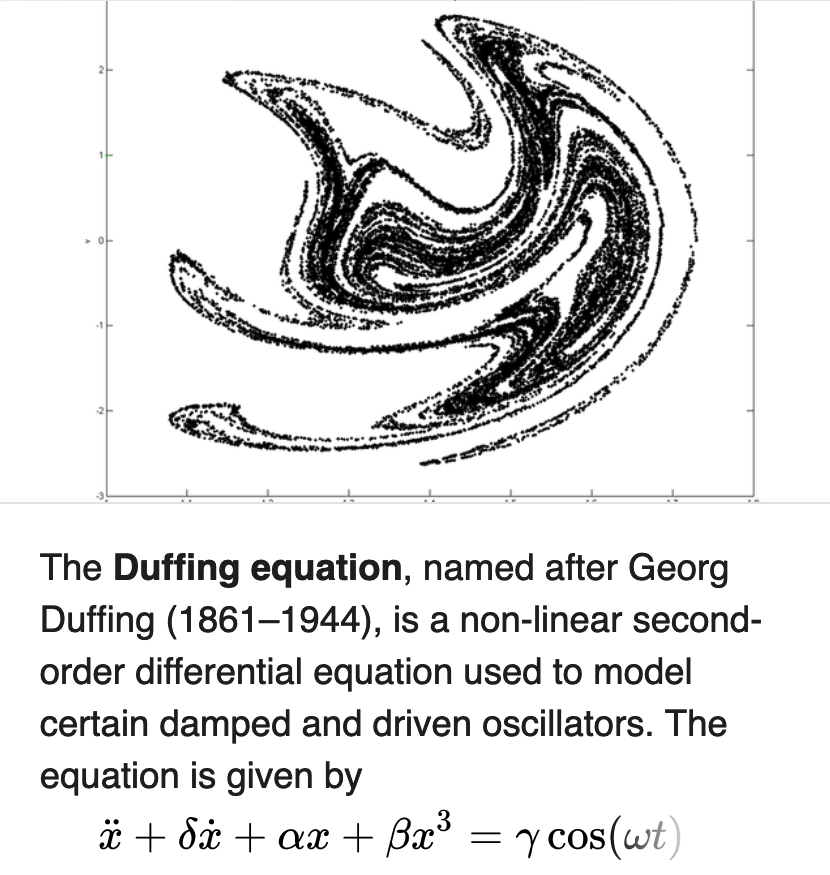 2
1
0
-1
-2
-3
The Duffing equation, named after Georg
Duffing (1861–1944), is a non-linear second-
order differential equation used to model
certain damped and driven oscillators. The
equation is given by
ẍ + δẋ + αx + βx³ = γ cos(ωt)